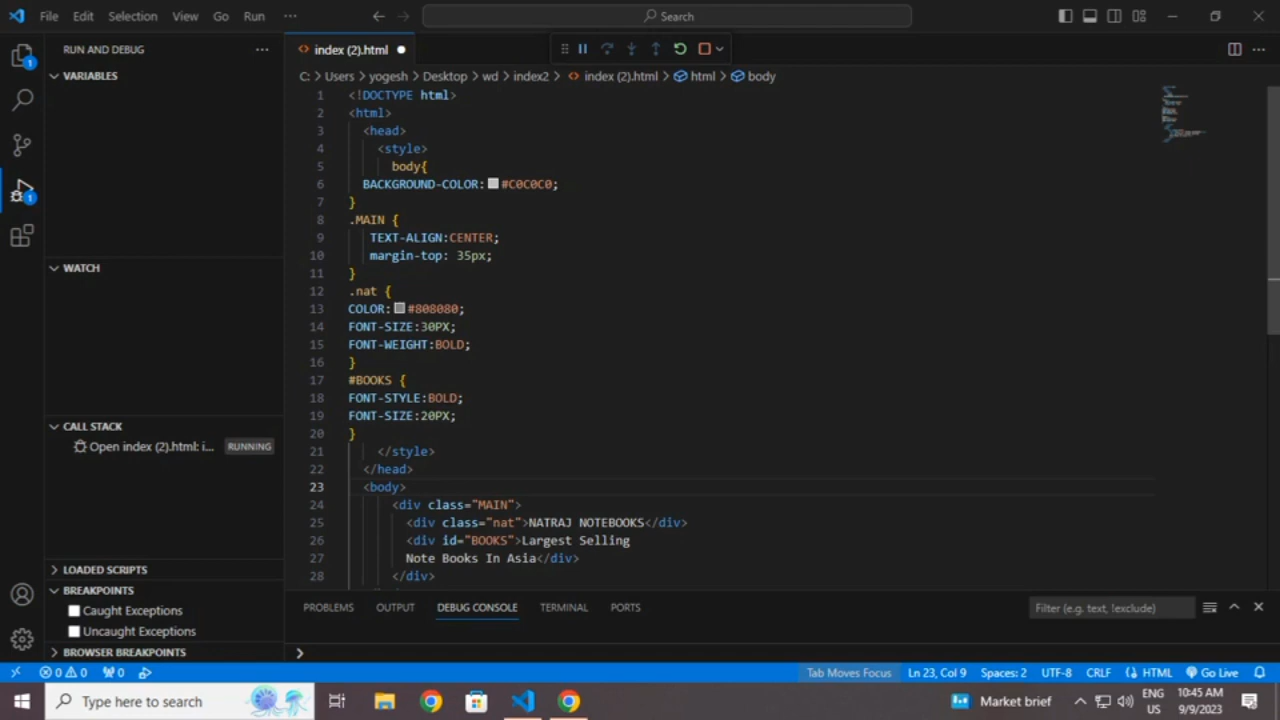 File Edit Selection View Go Run ··· Search
RUN AND DEBUG ···
index (2).html
VARIABLES
C: > Users > yogesh > Desktop > wd > index2 > index (2).html > html > body
1 <!DOCTYPE html>
2 <html>
3 <head>
4 <style>
5 body{
6 BACKGROUND-COLOR:#C0C0C0;
7 }
8 .MAIN {
9 TEXT-ALIGN:CENTER;
10 margin-top: 35px;
11 }
12 .nat {
13 COLOR:#808080;
14 FONT-SIZE:30PX;
15 FONT-WEIGHT:BOLD;
16 }
17 #BOOKS {
18 FONT-STYLE:BOLD;
19 FONT-SIZE:20PX;
20 }
21 </style>
22 </head>
23 <body>
24 <div class="MAIN">
25 <div class="nat">NATRAJ NOTEBOOKS</div>
26 <div id="BOOKS">Largest Selling
27 Note Books In Asia</div>
28 </div>
WATCH
CALL STACK
Open index (2).html: i... RUNNING
LOADED SCRIPTS
BREAKPOINTS
Caught Exceptions
Uncaught Exceptions
BROWSER BREAKPOINTS
1
1
PROBLEMS OUTPUT DEBUG CONSOLE TERMINAL PORTS Filter (e.g. text, !exclude)
0 0 0 Tab Moves Focus Ln 23, Col 9 Spaces: 2 UTF-8 CRLF HTML Go Live
Type here to search Market brief ENG 10:45 AM
US 9/9/2023